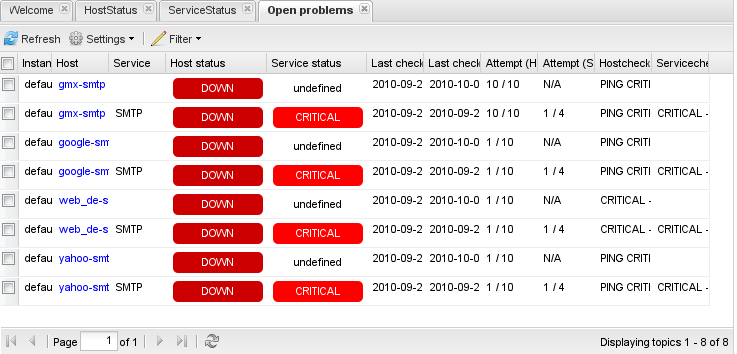 Welcome HostStatus ServiceStatus Open problems
Refresh Settings Filter
Instan Host Service Host status Service status Last check Last check Attempt (H Attempt (S Hostcheck Serviceche
defau gmx-smtp DOWN undefined 2010-09-2 2010-10-0 10 / 10 N/A PING CRITI
defau gmx-smtp SMTP DOWN CRITICAL 2010-09-2 2010-09-2 10 / 10 1 / 4 PING CRITI CRITICAL -
defau google-sm DOWN undefined 2010-09-2 2010-10-0 1 / 10 N/A PING CRITI
defau google-sm SMTP DOWN CRITICAL 2010-09-2 2010-09-2 1 / 10 1 / 4 PING CRITI CRITICAL -
defau web_de-s DOWN undefined 2010-09-2 2010-10-0 1 / 10 N/A CRITICAL -
defau web_de-s SMTP DOWN CRITICAL 2010-09-2 2010-09-2 1 / 10 1 / 4 CRITICAL - CRITICAL -
defau yahoo-smt DOWN undefined 2010-09-2 2010-10-0 1 / 10 N/A PING CRITI
defau yahoo-smt SMTP DOWN CRITICAL 2010-09-2 2010-09-2 1 / 10 1 / 4 PING CRITI CRITICAL -
Page 1 of 1 Displaying topics 1 - 8 of 8